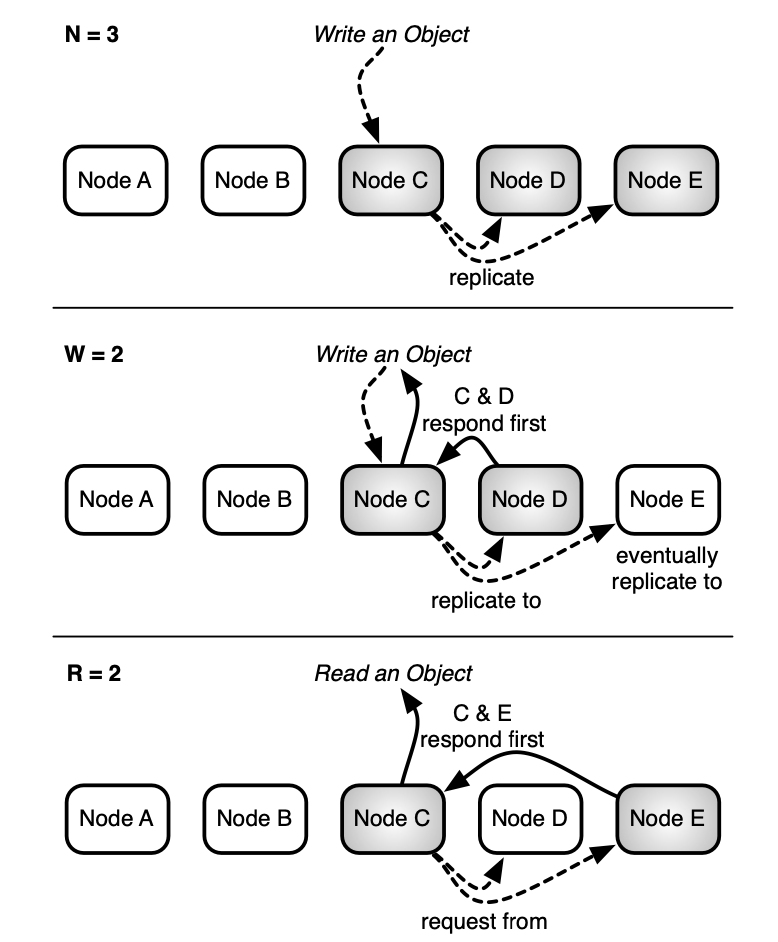 N = 3
Write an Object
Node A
Node B
Node C
Node D
Node E
replicate
W = 2
Write an Object
C & D
respond first
Node A
Node B
Node C
Node D
Node E
eventually
replicate to
replicate to
R = 2
Read an Object
C & E
respond first
Node A
Node B
Node C
Node D
Node E
request from